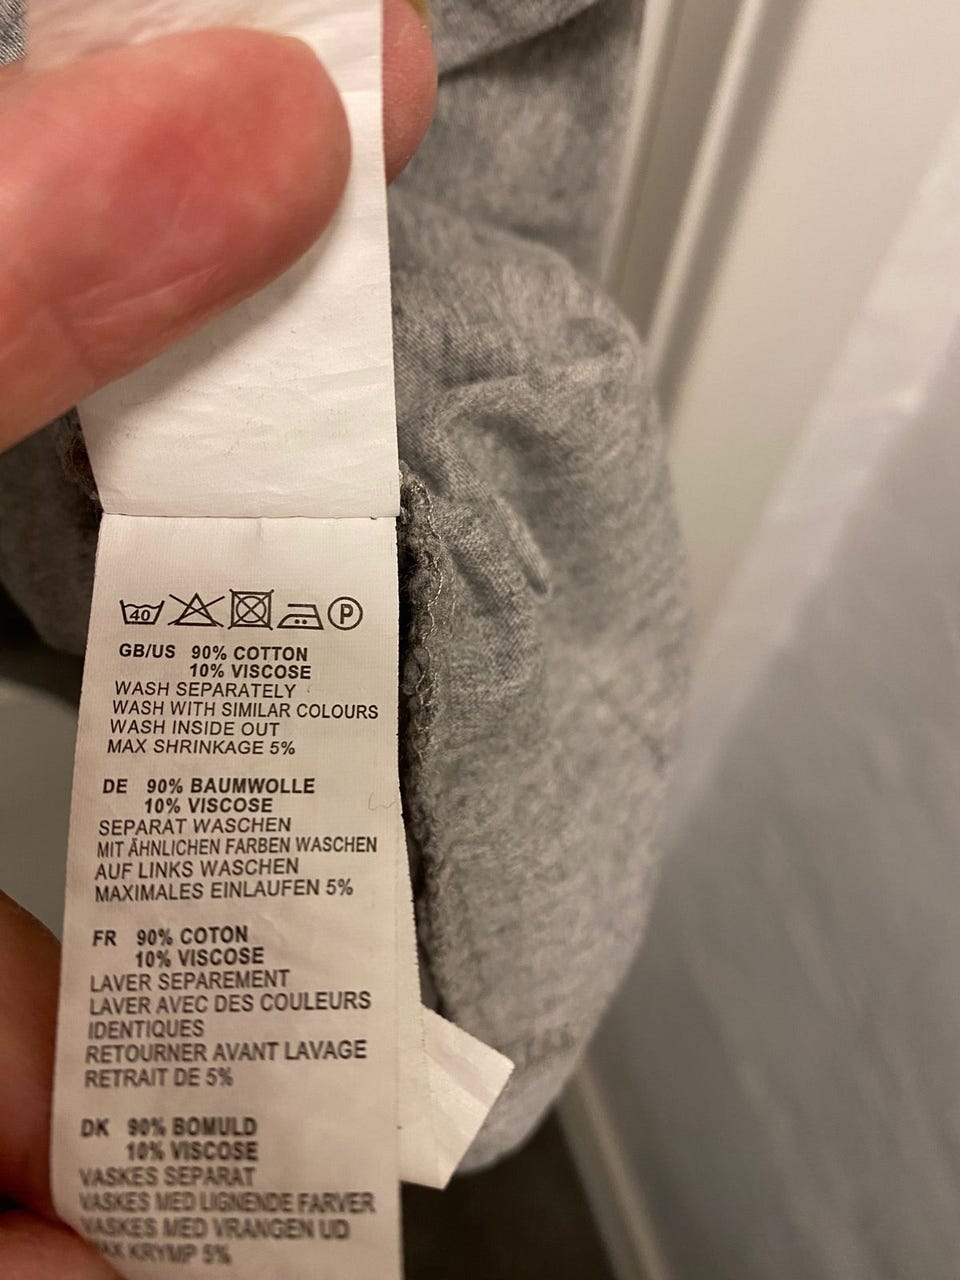 40 P
GB/US 90% COTTON
10% VISCOSE
WASH SEPARATELY
WASH WITH SIMILAR COLOURS
WASH INSIDE OUT
MAX SHRINKAGE 5%
DE 90% BAUMWOLLE
10% VISCOSE
SEPARAT WASCHEN
MIT ÄHNLICHEN FARBEN WASCHEN
AUF LINKS WASCHEN
MAXIMALES EINLAUFEN 5%
FR 90% COTON
10% VISCOSE
LAVER SEPAREMENT
LAVER AVEC DES COULEURS
IDENTIQUES
RETOURNER AVANT LAVAGE
RETRAIT DE 5%
DK 90% BOMULD
10% VISCOSE
VASKES SEPARAT
VASKES MED LIGNENDE FARVER
VASKES MED VRANGEN UD
KRYMP 5%